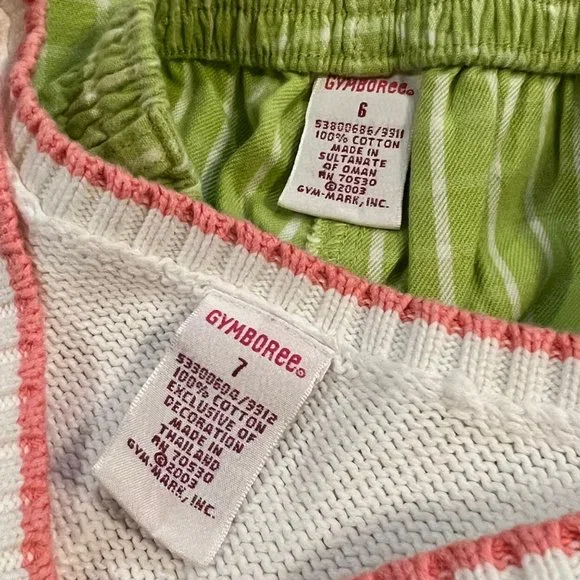 GYMBOREE
6
53800686/9311
100% COTTON
MADE IN
SULTANATE
OF OMAN
RN 70530
©2003
GYM-MARK, INC.
GYMBOREE
7
53800684/9312
100% COTTON
EXCLUSIVE OF
DECORATION
MADE IN
THAILAND
RN 70530
©2003
GYM-MARK, INC.